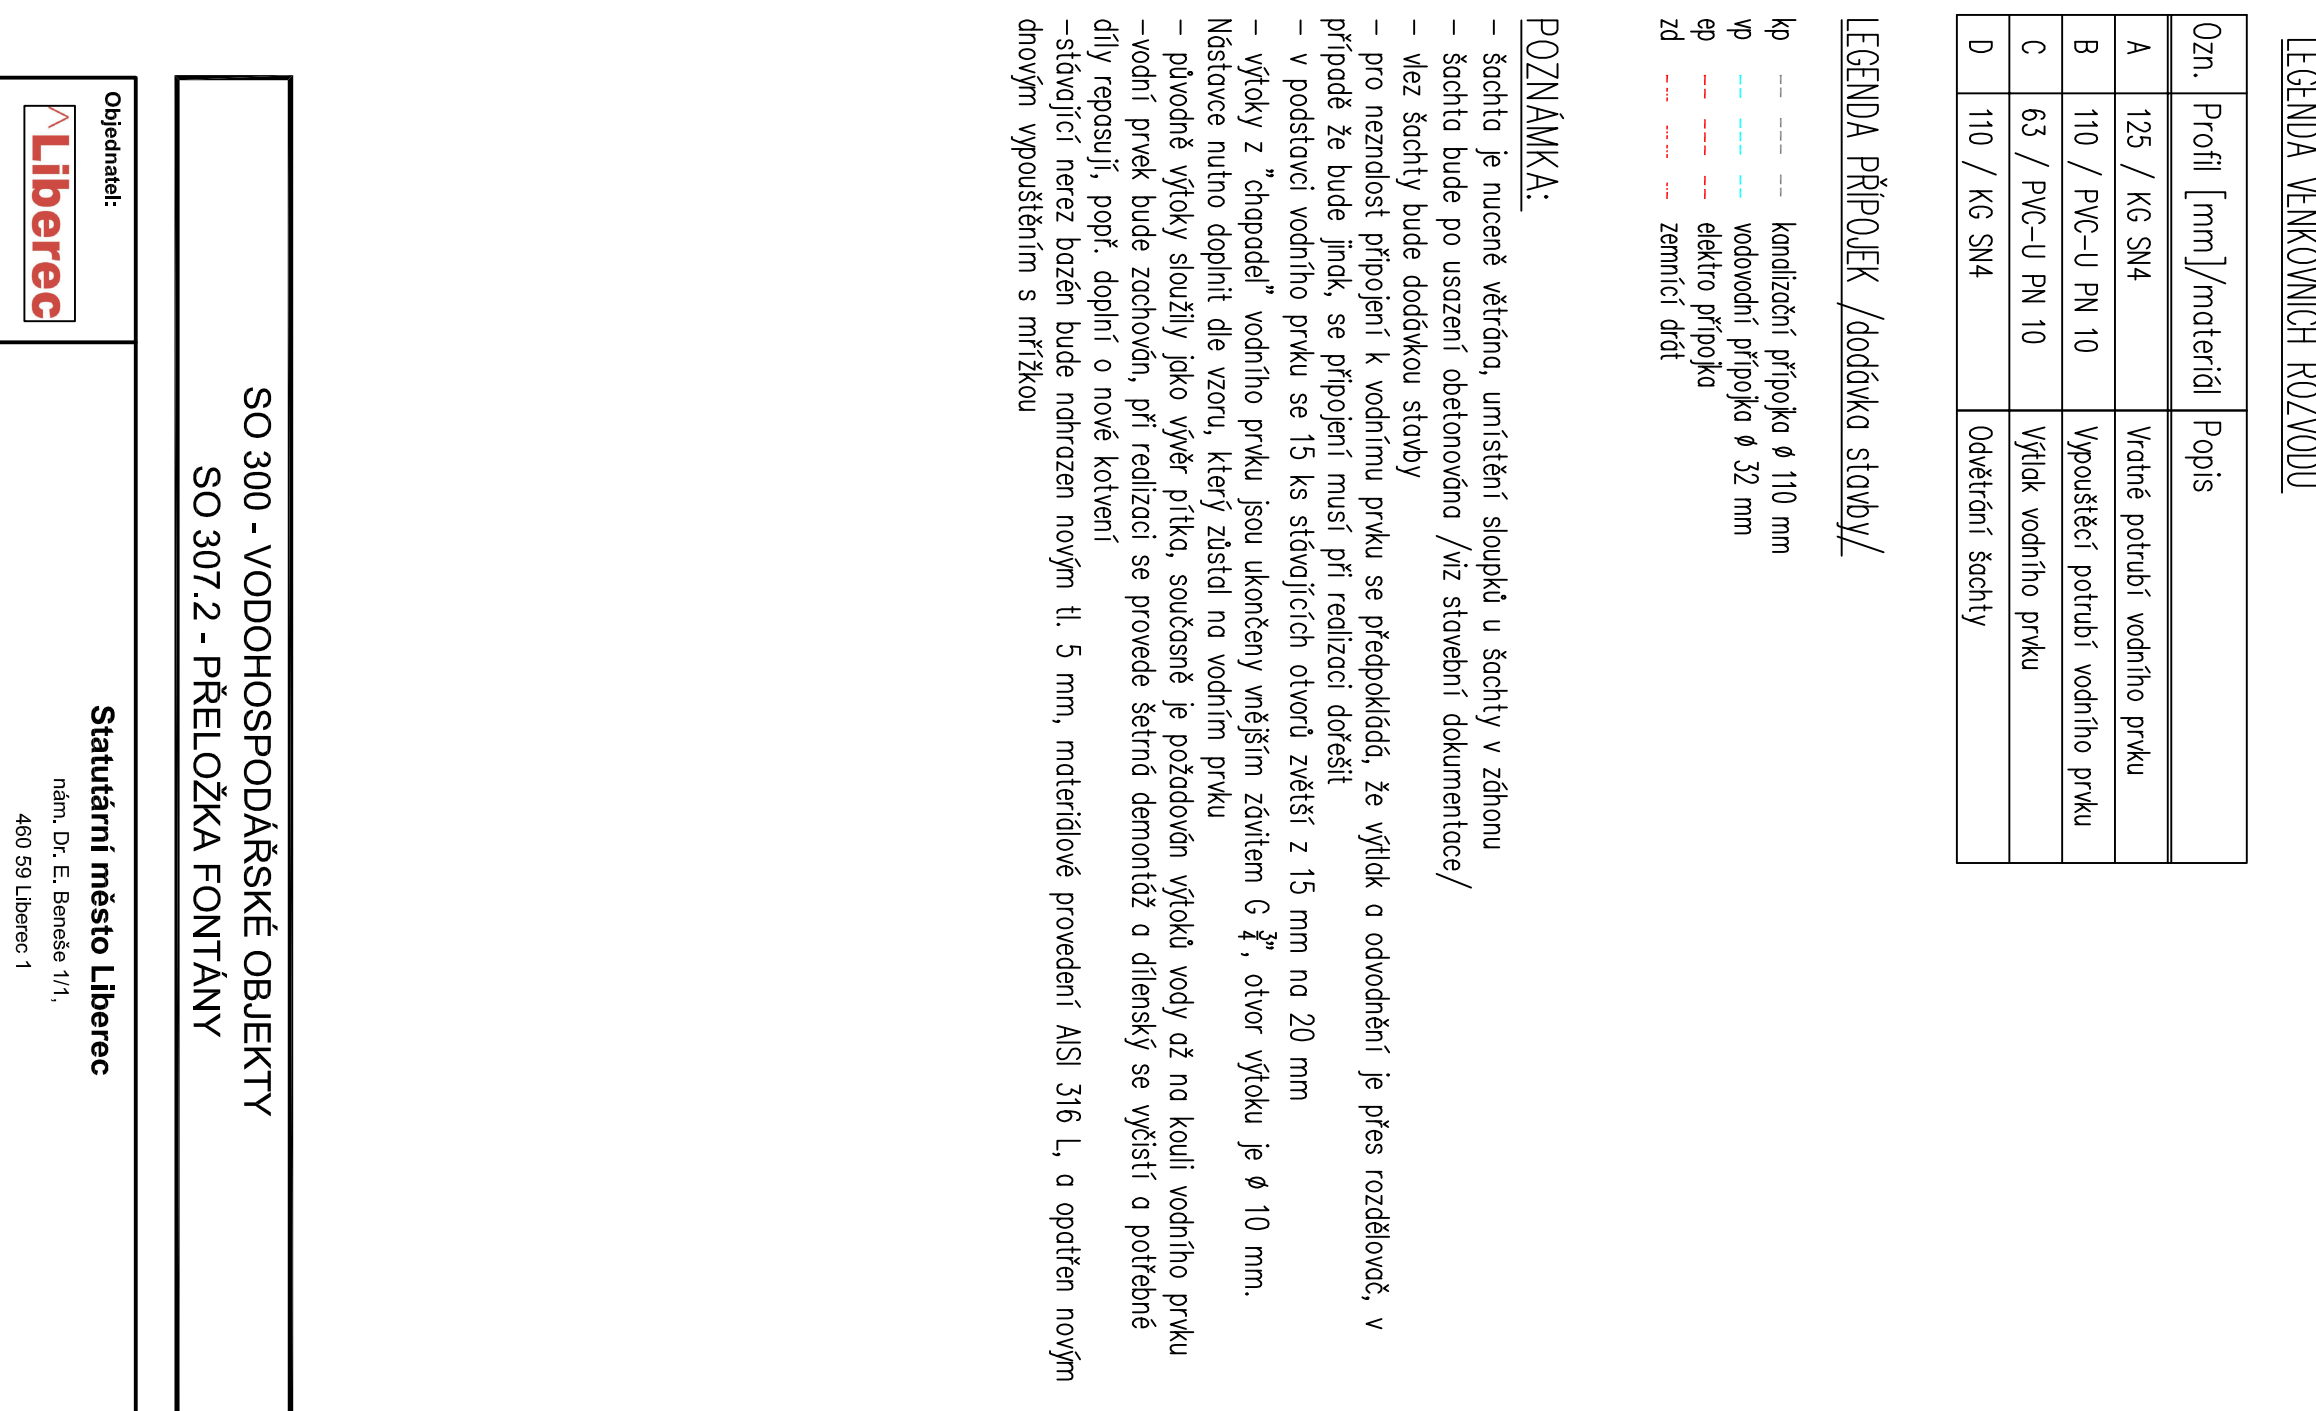 LEGENDA VENKOVNÍCH ROZVODŮ
Ozn. Profil [mm]/materiál Popis
A 125 / KG SN4 Vratné potrubí vodního prvku
B 110 / PVC-U PN 10 Vypouštěcí potrubí vodního prvku
C 63 / PVC-U PN 10 Výtlak vodního prvku
D 110 / KG SN4 Odvětrání šachty
LEGENDA PŘÍPOJEK /dodávka stavby/
kp kanalizační přípojka ø 110 mm
vp vodovodní přípojka ø 32 mm
ep elektro přípojka
zd zemnící drát
POZNÁMKA:
- šachta je nuceně větrána, umístění sloupků u šachty v záhonu
- šachta bude po usazení obetonována /viz stavební dokumentace/
- vlez šachty bude dodávkou stavby
- pro neznalost připojení k vodnímu prvku se předpokládá, že výtlak a odvodnění je přes rozdělovač, v
případě že bude jinak, se připojení musí při realizaci dořešit
- v podstavci vodního prvku se 15 ks stávajících otvorů zvětší z 15 mm na 20 mm
- výtoky z "chapadel" vodního prvku jsou ukončeny vnějším závitem G 3/4", otvor výtoku je ø 10 mm.
Nástavce nutno doplnit dle vzoru, který zůstal na vodním prvku
- původně výtoky sloužily jako vývěr pítka, současně je požadován výtoků vody až na kouli vodního prvku
-vodní prvek bude zachován, při realizaci se provede šetrná demontáž a dílenský se vyčistí a potřebné
díly repasují, popř. doplní o nové kotvení
-stávající nerez bazén bude nahrazen novým tl. 5 mm, materiálové provedení AISI 316 L, a opatřen novým
dnovým vypouštěním s mřížkou
SO 300 - VODOHOSPODÁŘSKÉ OBJEKTY
SO 307.2 - PŘELOŽKA FONTÁNY
Objednatel:
Liberec
Statutární město Liberec
nám. Dr. E. Beneše 1/1,
460 59 Liberec 1